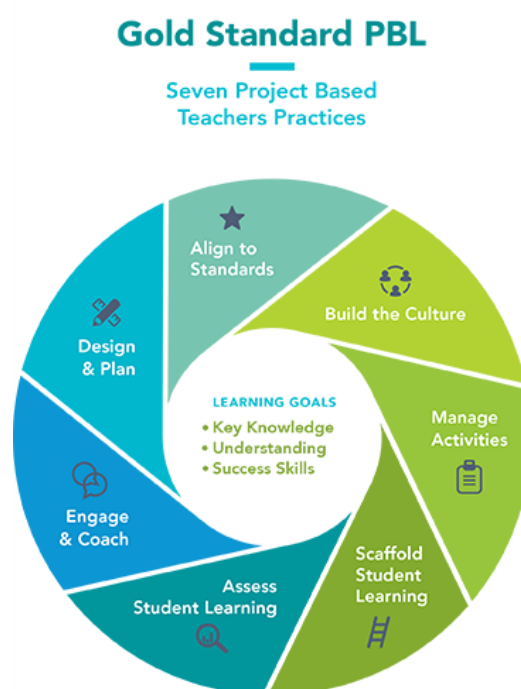 Gold Standard PBL
Seven Project Based
Teachers Practices
Align to
Standards
Build the Culture
Manage
Activities
Scaffold
Student
Learning
Assess
Student Learning
Engage
& Coach
Design
& Plan
LEARNING GOALS
• Key Knowledge
• Understanding
• Success Skills